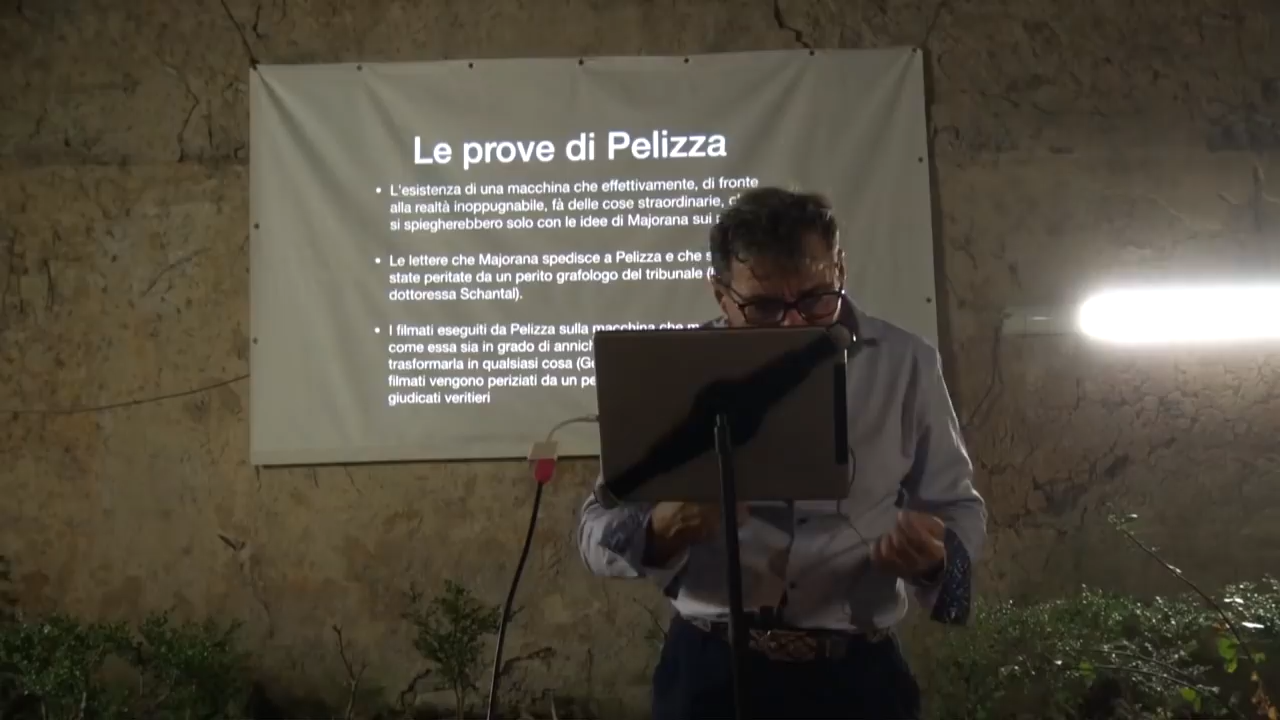 Le prove di Pelizza
• L'esistenza di una macchina che effettivamente, di fronte
alla realtà inoppugnabile, fà delle cose straordinarie,
si spiegherebbero solo con le idee di Majorana sui
• Le lettere che Majorana spedisce a Pelizza e che
state peritate da un perito grafologo del tribunale
dottoressa Schantal).
• I filmati eseguiti da Pelizza sulla macchina che
come essa sia in grado di
trasformarla in qualsiasi cosa
filmati vengono periziati da un
giudicati veritieri